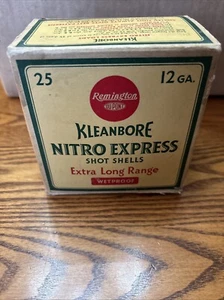 25
12 GA.
Remington
DUPONT
KLEANBORE
NITRO EXPRESS
SHOT SHELLS
Extra Long Range
WETPROOF